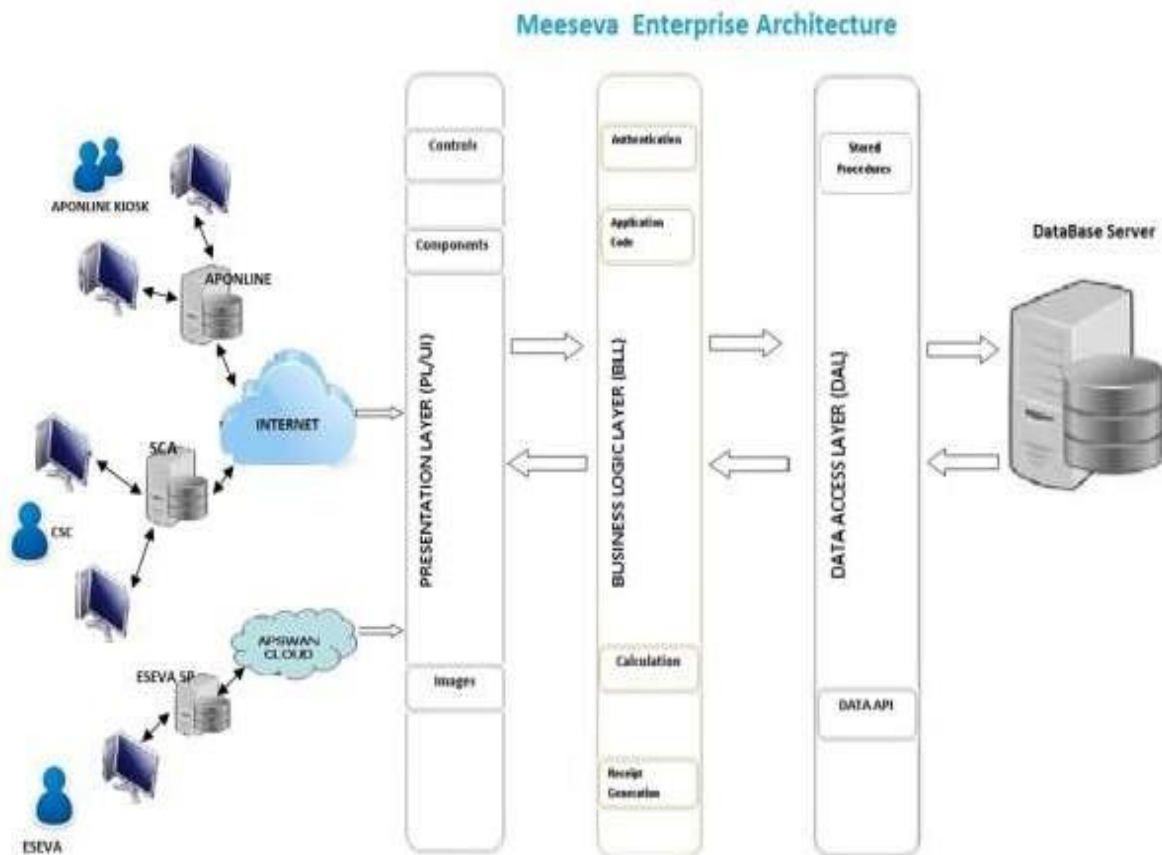 Meeseva Enterprise Architecture
APONLINE KIOSK
APONLINE
SCA
CSC
INTERNET
APSWAN
CLOUD
ESEVA SP
ESEVA
Controls
Components
PRESENTATION LAYER (PL/UI)
Images
Authentication
Application
Code
BUSINESS LOGIC LAYER (BLL)
Calculation
Receipt
Generation
Stored
Procedures
DATA ACCESS LAYER (DAL)
DATA API
DataBase Server